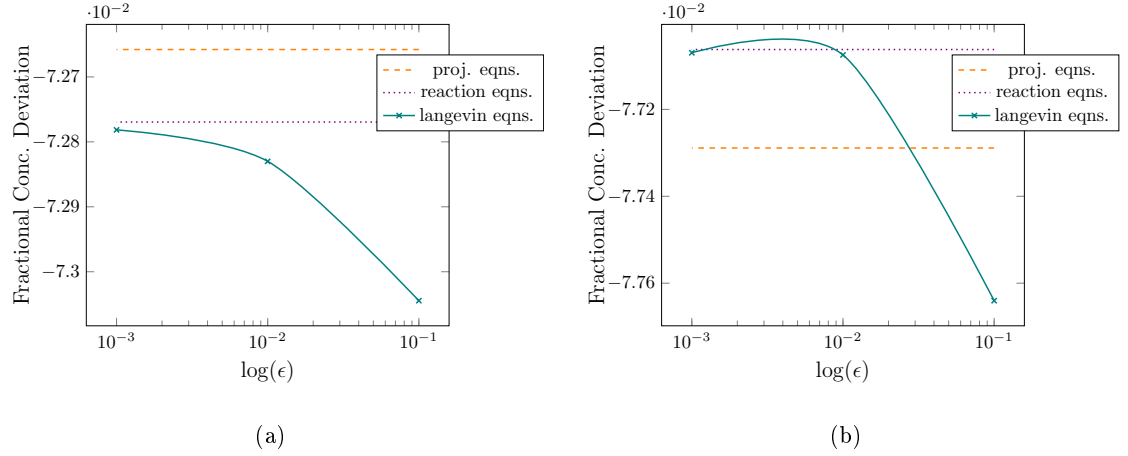 ·10⁻²
−7.27
−7.28
−7.29
−7.3
Fractional Conc. Deviation
10⁻³ 10⁻² 10⁻¹
log(ϵ)
proj. eqns.
reaction eqns.
langevin eqns.
(a)
·10⁻²
−7.72
−7.74
−7.76
Fractional Conc. Deviation
10⁻³ 10⁻² 10⁻¹
log(ϵ)
proj. eqns.
reaction eqns.
langevin eqns.
(b)